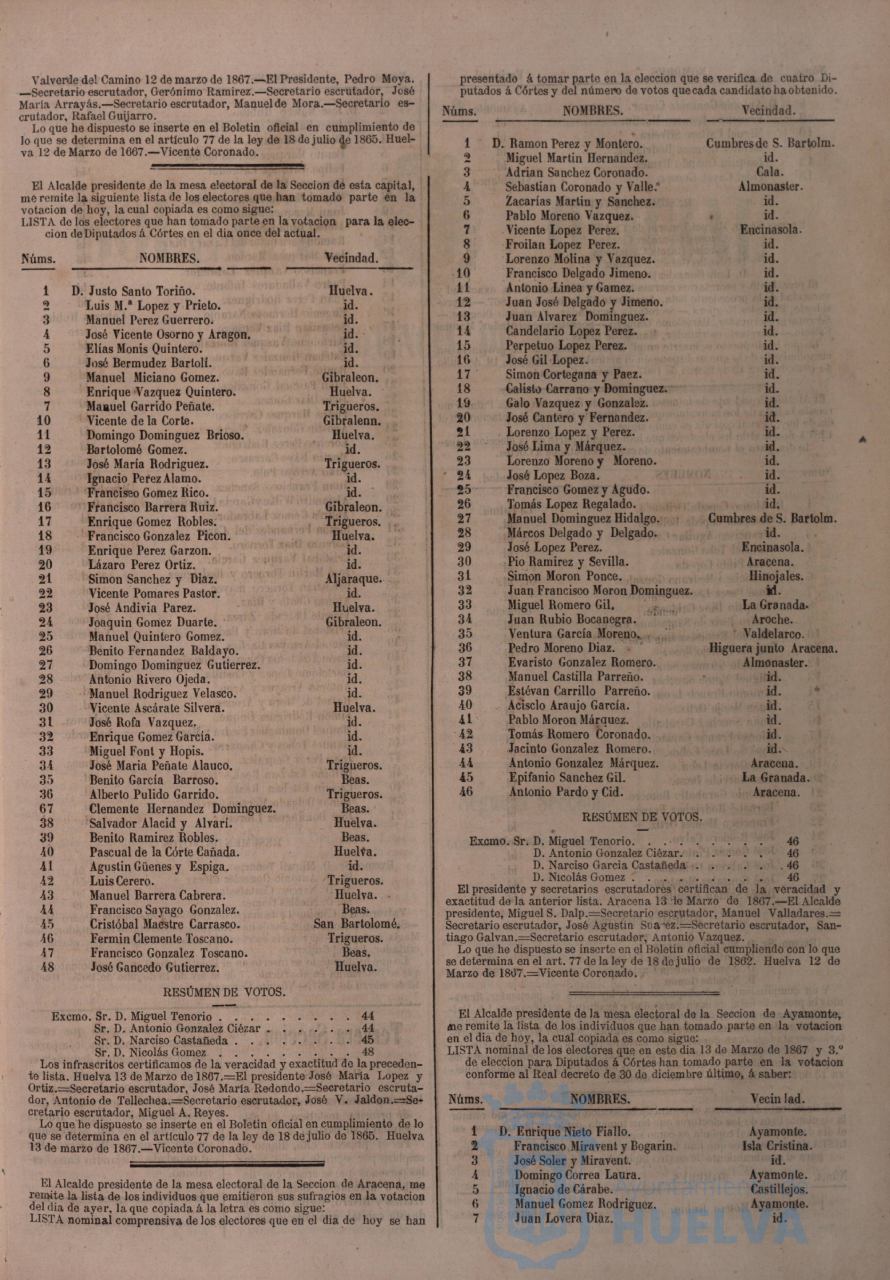 Valverde del Camino 12 de marzo de 1867.—El Presidente, Pedro Moya.
—Secretario escrutador, Gerónimo Ramirez.—Secretario escrutador, José
María Arrayás.—Secretario escrutador, Manuel de Mora.—Secretario es-
crutador, Rafael Guijarro.
Lo que he dispuesto se inserte en el Boletin oficial en cumplimiento de
lo que se determina en el artículo 77 de la ley de 18 de julio de 1865. Huel-
va 12 de Marzo de 1667.—Vicente Coronado.
El Alcalde presidente de la mesa electoral de la Seccion de esta capital,
me remite la siguiente lista de los electores que han tomado parte en la
votacion de hoy, la cual copiada es como sigue:
LISTA de los electores que han tomado parte en la votacion para la elec-
cion de Diputados á Córtes en el dia once del actual.
Núms. NOMBRES. Vecindad.
1 D. Justo Santo Toriño. Huelva.
2 Luis M.ª Lopez y Prieto. id.
3 Manuel Perez Guerrero. id.
4 José Vicente Osorno y Aragon. id.
5 Elías Monis Quintero. id.
6 José Bermudez Bartolí. id.
9 Manuel Miciano Gomez. Gibraleon.
8 Enrique Vazquez Quintero. Huelva.
7 Manuel Garrido Peñate. Trigueros.
10 Vicente de la Corte. Gibralenn.
11 Domingo Dominguez Brioso. Huelva.
12 Bartolomé Gomez. id.
13 José María Rodriguez. Trigueros.
14 Ignacio Perez Alamo. id.
15 Francisco Gomez Rico. id.
16 Francisco Barrera Ruiz. Gibraleon.
17 Enrique Gomez Robles. Trigueros.
18 Francisco Gonzalez Picon. Huelva.
19 Enrique Perez Garzon. id.
20 Lázaro Perez Ortiz. id.
21 Simon Sanchez y Diaz. Aljaraque.
22 Vicente Pomares Pastor. id.
23 José Andivia Parez. Huelva.
24 Joaquin Gomez Duarte. Gibraleon.
25 Manuel Quintero Gomez. id.
26 Benito Fernandez Baldayo. id.
27 Domingo Dominguez Gutierrez. id.
28 Antonio Rivero Ojeda. id.
29 Manuel Rodriguez Velasco. id.
30 Vicente Ascárate Silvera. Huelva.
31 José Rofa Vazquez. id.
32 Enrique Gomez García. id.
33 Miguel Font y Hopis. id.
34 José Maria Peñate Alauco. Trigueros.
35 Benito García Barroso. Beas.
36 Alberto Pulido Garrido. Trigueros.
67 Clemente Hernandez Dominguez. Beas.
38 Salvador Alacid y Alvarí. Huelva.
39 Benito Ramirez Robles. Beas.
40 Pascual de la Córte Cañada. Huelva.
41 Agustin Güenes y Espiga. id.
42 Luis Cerero. Trigueros.
43 Manuel Barrera Cabrera. Huelva.
44 Francisco Sayago Gonzalez. Beas.
45 Cristóbal Maestre Carrasco. San Bartolomé.
46 Fermin Clemente Toscano. Trigueros.
47 Francisco Gonzalez Toscano. Beas.
48 José Gancedo Gutierrez. Huelva.
RESÚMEN DE VOTOS.
Excmo. Sr. D. Miguel Tenorio . . . . . . . . 44
Sr. D. Antonio Gonzalez Ciézar . . . . . . 44
Sr. D. Narciso Castañeda . . . . . . . 45
Sr. D. Nicolás Gomez . . . . . . . . 48
Los infrascritos certificamos de la veracidad y exactitud de la preceden-
te lista. Huelva 13 de Marzo de 1867.=El presidente José María Lopez y
Ortiz.=Secretario escrutador, José María Redondo.=Secretario escruta-
dor, Antonio de Tellechea.=Secretario escrutador, José V. Jaldon.=Se-
cretario escrutador, Miguel A. Reyes.
Lo que he dispuesto se inserte en el Boletin oficial en cumplimiento de lo
que se determina en el artículo 77 de la ley de 18 de julio de 1865. Huelva
13 de marzo de 1867.—Vicente Coronado.
El Alcalde presidente de la mesa electoral de la Seccion de Aracena, me
remite la lista de los individuos que emitieron sus sufragios en la votacion
del dia de ayer, la que copiada á la letra es como sigue:
LISTA nominal comprensiva de los electores que en el dia de hoy se han
presentado á tomar parte en la eleccion que se verifica de cuatro Di-
putados á Córtes y del número de votos que cada candidato ha obtenido.
Núms. NOMBRES. Vecindad.
1 D. Ramon Perez y Montero. Cumbres de S. Bartolm.
2 Miguel Martin Hernandez. id.
3 Adrian Sanchez Coronado. Cala.
4 Sebastian Coronado y Valle. Almonaster.
5 Zacarías Martin y Sanchez. id.
6 Pablo Moreno Vazquez. id.
7 Vicente Lopez Perez. Encinasola.
8 Froilan Lopez Perez. id.
9 Lorenzo Molina y Vazquez. id.
10 Francisco Delgado Jimeno. id.
11 Antonio Linea y Gamez. id.
12 Juan José Delgado y Jimeno. id.
13 Juan Alvarez Dominguez. id.
14 Candelario Lopez Perez. id.
15 Perpetuo Lopez Perez. id.
16 José Gil Lopez. id.
17 Simon Cortegana y Paez. id.
18 Calisto Carrano y Dominguez. id.
19 Galo Vazquez y Gonzalez. id.
20 José Cantero y Fernandez. id.
21 Lorenzo Lopez y Perez. id.
22 José Lima y Márquez. id.
23 Lorenzo Moreno y Moreno. id.
24 José Lopez Boza. id.
25 Francisco Gomez y Agudo. id.
26 Tomás Lopez Regalado. id.
27 Manuel Dominguez Hidalgo. Cumbres de S. Bartolm.
28 Márcos Delgado y Delgado. id.
29 José Lopez Perez. Encinasola.
30 Pio Ramirez y Sevilla. Aracena.
31 Simon Moron Ponce. Hinojales.
32 Juan Francisco Moron Dominguez. id.
33 Miguel Romero Gil. La Granada.
34 Juan Rubio Bocanegra. Aroche.
35 Ventura García Moreno. Valdelarco.
36 Pedro Moreno Diaz. Higuera junto Aracena.
37 Evaristo Gonzalez Romero. Almonaster.
38 Manuel Castilla Parreño. id.
39 Estévan Carrillo Parreño. id.
40 Acisclo Araujo García. id.
41 Pablo Moron Márquez. id.
42 Tomás Romero Coronado. id.
43 Jacinto Gonzalez Romero. id.
44 Antonio Gonzalez Márquez. Aracena.
45 Epifanio Sanchez Gil. La Granada.
46 Antonio Pardo y Cid. Aracena.
RESÚMEN DE VOTOS.
Excmo. Sr. D. Miguel Tenorio. . . . . . . . . 46
D. Antonio Gonzalez Ciézar. . . . . . . 46
D. Narciso García Castañeda . . . . . . 46
D. Nicolás Gomez . . . . . . . . . 46
El presidente y secretarios escrutadores certifican de la veracidad y
exactitud de la anterior lista. Aracena 13 de Marzo de 1867.—El Alcalde
presidente, Miguel S. Dalp.=Secretario escrutador, Manuel Valladares.=
Secretario escrutador, José Agustin Suarez.=Secretario escrutador, San-
tiago Galvan.=Secretario escrutador, Antonio Vazquez.
Lo que he dispuesto se inserte en el Boletin oficial cumpliendo con lo que
se determina en el art. 77 de la ley de 18 de julio de 1862. Huelva 12 de
Marzo de 1867.=Vicente Coronado.
El Alcalde presidente de la mesa electoral de la Seccion de Ayamonte,
me remite la lista de los individuos que han tomado parte en la votacion
en el dia de hoy, la cual copiada es como sigue:
LISTA nominal de los electores que en este dia 13 de Marzo de 1867 y 3.º
de eleccion para Diputados á Córtes han tomado parte en la votacion
conforme al Real decreto de 30 de diciembre último, á saber:
Núms. NOMBRES. Vecin lad.
1 D. Enrique Nieto Fiallo. Ayamonte.
2 Francisco Miravent y Bogarin. Isla Cristina.
3 José Soler y Miravent. id.
4 Domingo Correa Laura. Ayamonte.
5 Ignacio de Cárabe. Castillejos.
6 Manuel Gomez Rodriguez. Ayamonte.
7 Juan Lovera Diaz. id.
HUELVA